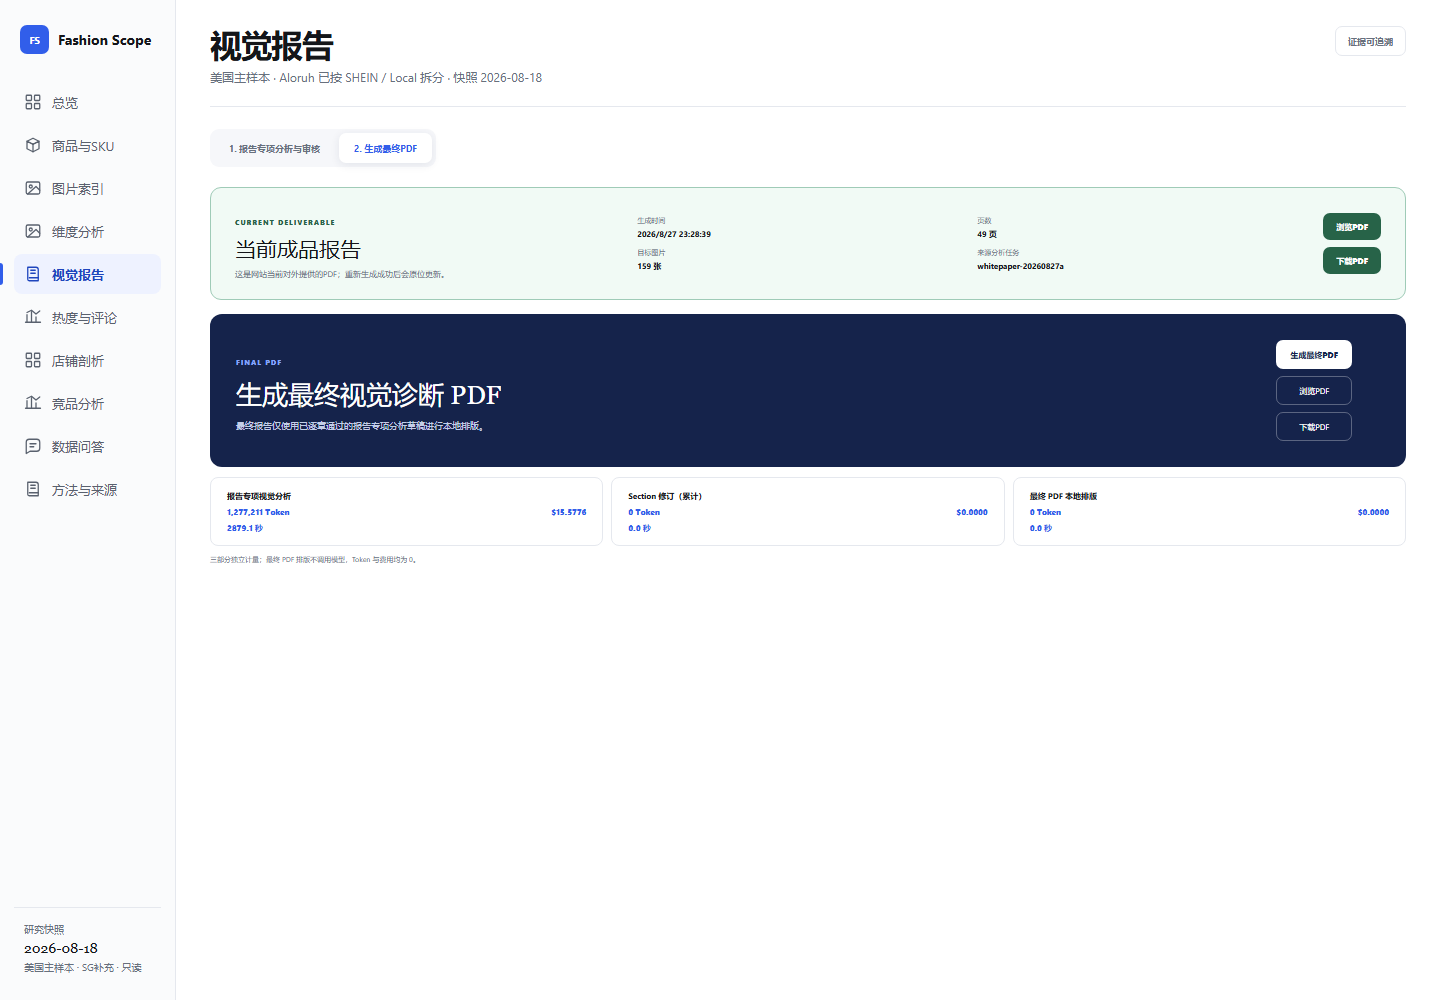 FS Fashion Scope
总览
商品与SKU
图片索引
维度分析
视觉报告
热度与评论
店铺剖析
竞品分析
数据问答
方法与来源
研究快照
2026-08-18
美国主样本 · SG补充 · 只读
视觉报告
美国主样本 · Aloruh 已按 SHEIN / Local 拆分 · 快照 2026-08-18
证据可追溯
1. 报告专项分析与审核
2. 生成最终PDF
CURRENT DELIVERABLE
当前成品报告
这是网站当前对外提供的PDF；重新生成成功后会原位更新。
生成时间
2026/8/27 23:28:39
目标图片
159 张
页数
49 页
来源分析任务
whitepaper-20260827a
浏览PDF
下载PDF
FINAL PDF
生成最终视觉诊断 PDF
最终报告仅使用已逐章通过的报告专项分析草稿进行本地排版。
生成最终PDF
浏览PDF
下载PDF
报告专项视觉分析
1,277,211 Token $15.5776
2879.1 秒
Section 修订（累计）
0 Token $0.0000
0.0 秒
最终 PDF 本地排版
0 Token $0.0000
0.0 秒
三部分独立计量；最终 PDF 排版不调用模型，Token 与费用均为 0。